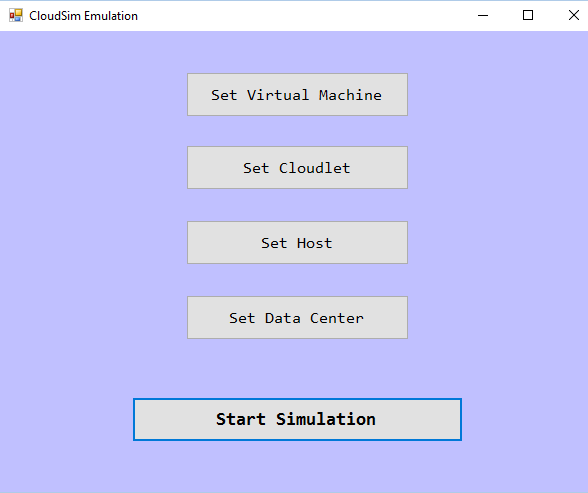 CloudSim Emulation
Set Virtual Machine
Set Cloudlet
Set Host
Set Data Center
Start Simulation